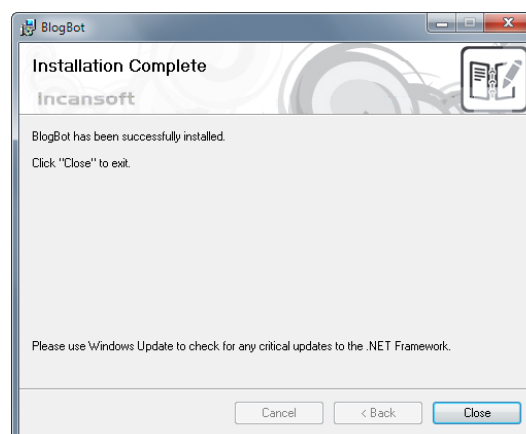 BlogBot
Installation Complete
Incansoft
BlogBot has been successfully installed.
Click "Close" to exit.
Please use Windows Update to check for any critical updates to the .NET Framework.
Cancel
< Back
Close